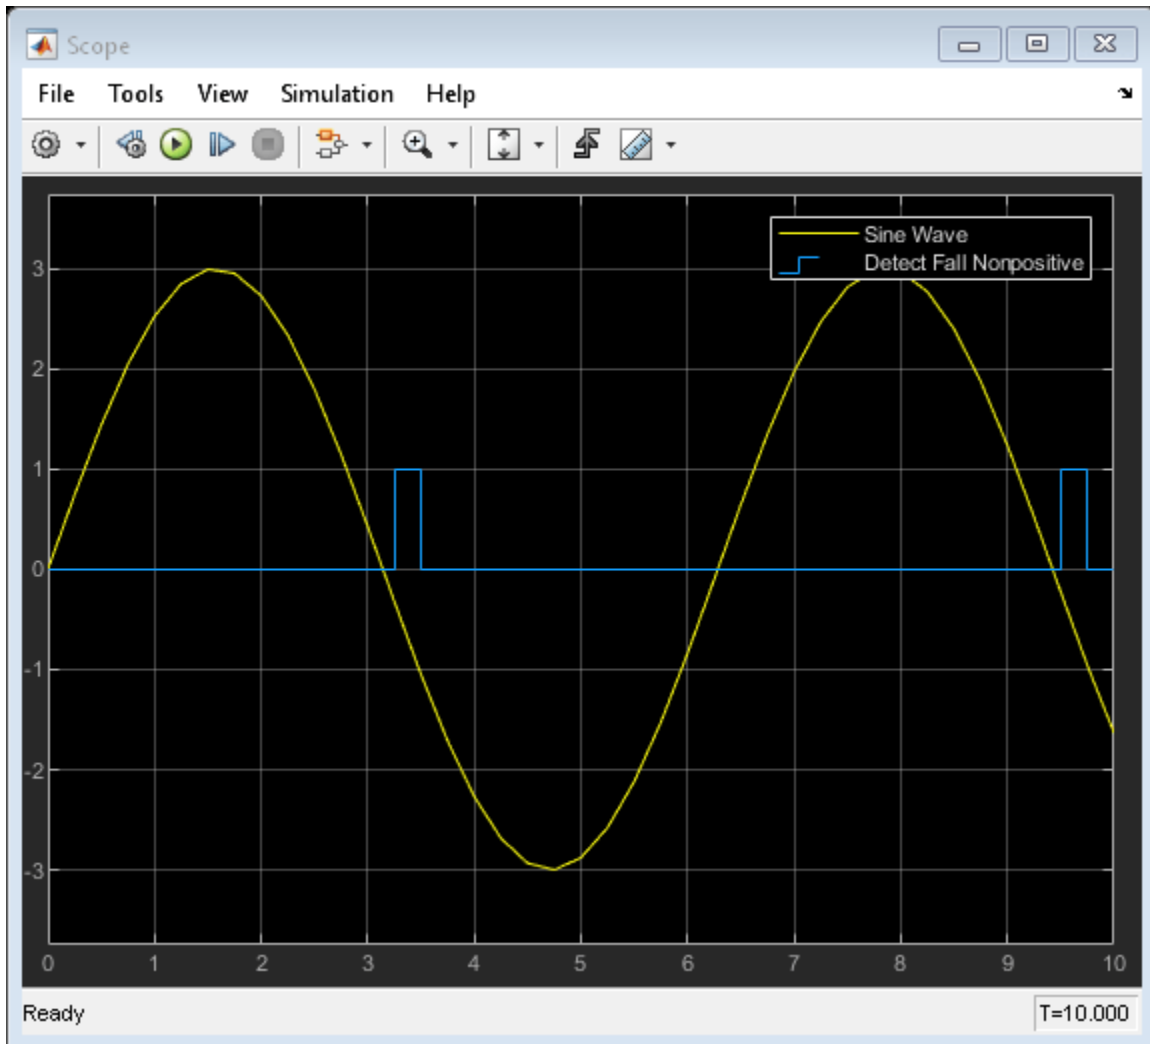 Scope
File Tools View Simulation Help
Sine Wave
Detect Fall Nonpositive
3
2
1
0
-1
-2
-3
0 1 2 3 4 5 6 7 8 9 10
Ready T=10.000